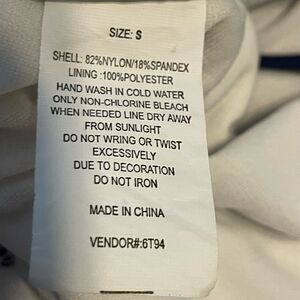 SIZE: S
SHELL: 82%NYLON/18%SPANDEX
LINING :100%POLYESTER
HAND WASH IN COLD WATER
ONLY NON-CHLORINE BLEACH
WHEN NEEDED LINE DRY AWAY
FROM SUNLIGHT
DO NOT WRING OR TWIST
EXCESSIVELY
DUE TO DECORATION
DO NOT IRON
MADE IN CHINA
VENDOR#:6T94